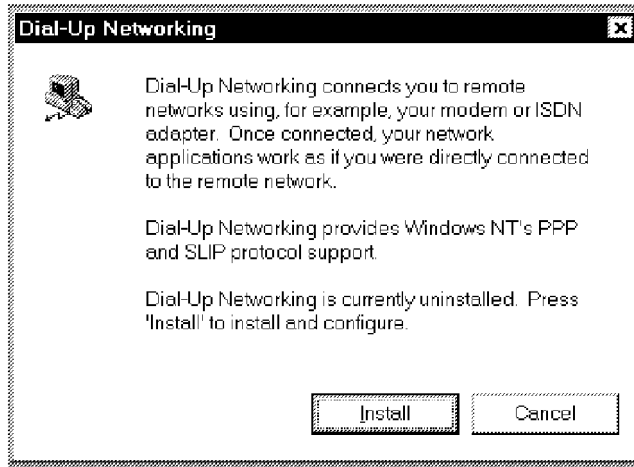 Dial-Up Networking
Dial-Up Networking connects you to remote
networks using, for example, your modem or ISDN
adapter. Once connected, your network
applications work as if you were directly connected
to the remote network.
Dial-Up Networking provides Windows NT's PPP
and SLIP protocol support.
Dial-Up Networking is currently uninstalled. Press
'Install' to install and configure.
Install
Cancel